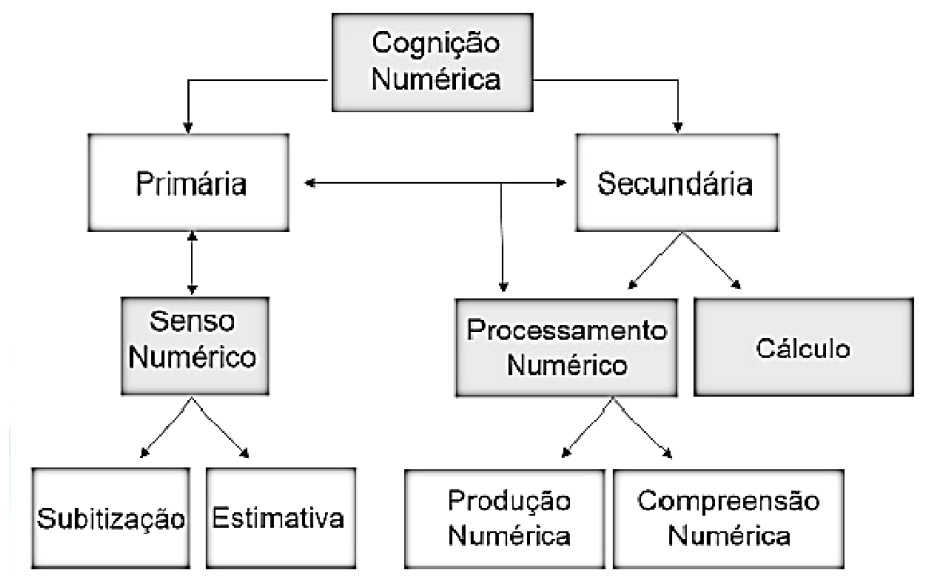 Cognição
Numérica
Primária
Secundária
Senso
Numérico
Processamento
Numérico
Cálculo
Subitização
Estimativa
Produção
Numérica
Compreensão
Numérica